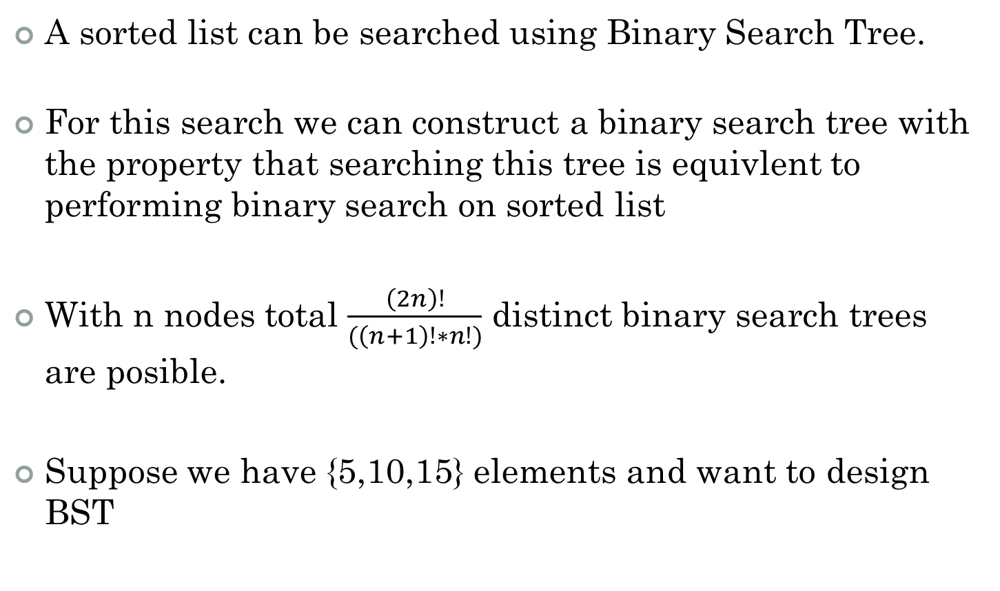 A sorted list can be searched using Binary Search Tree.
For this search we can construct a binary search tree with
the property that searching this tree is equivlent to
performing binary search on sorted list
With n nodes total (2n)! / ((n+1)!*n!) distinct binary search trees
are posible.
Suppose we have {5,10,15} elements and want to design
BST